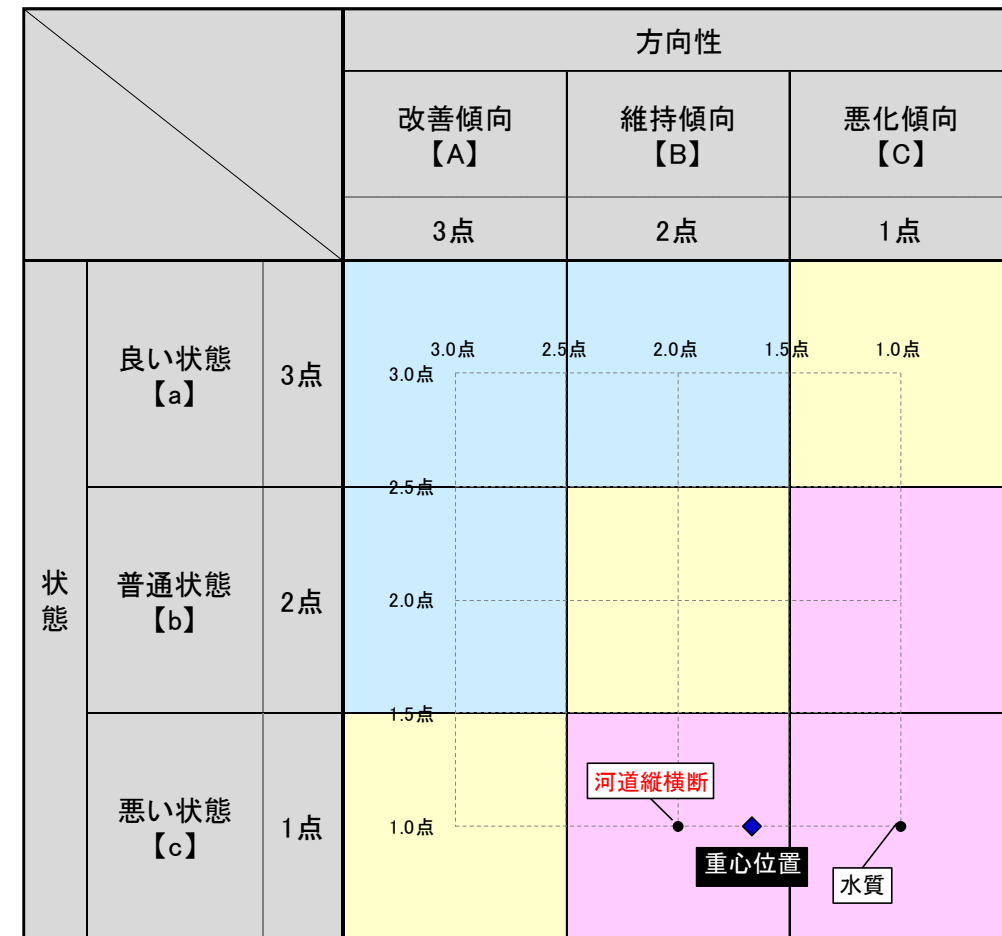 方向性
改善傾向
【A】
維持傾向
【B】
悪化傾向
【C】
3点
2点
1点
状態
良い状態
【a】
3点
普通状態
【b】
2点
悪い状態
【c】
1点
3.0点
2.5点
2.0点
1.5点
1.0点
3.0点
2.5点
2.0点
1.5点
1.0点
河道縦横断
重心位置
水質